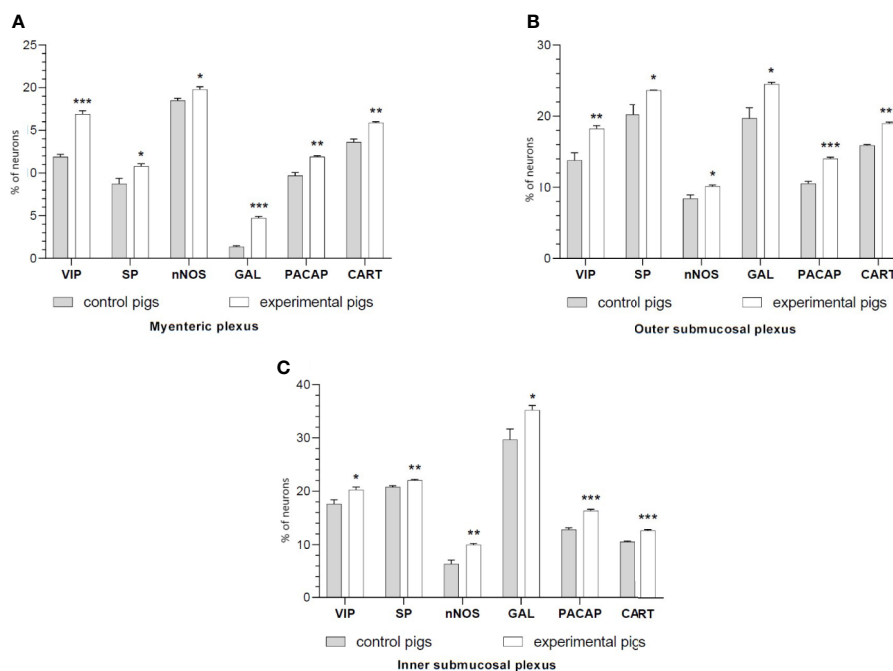 A
25
20
5
0
5
0
% of neurons
***
*
*
***
**
**
VIP SP nNOS GAL PACAP CART
control pigs experimental pigs
Myenteric plexus
B
30
20
10
0
% of neurons
**
*
*
*
***
**
VIP SP nNOS GAL PACAP CART
control pigs experimental pigs
Outer submucosal plexus
C
40
30
20
10
0
% of neurons
*
**
**
*
***
***
VIP SP nNOS GAL PACAP CART
control pigs experimental pigs
Inner submucosal plexus